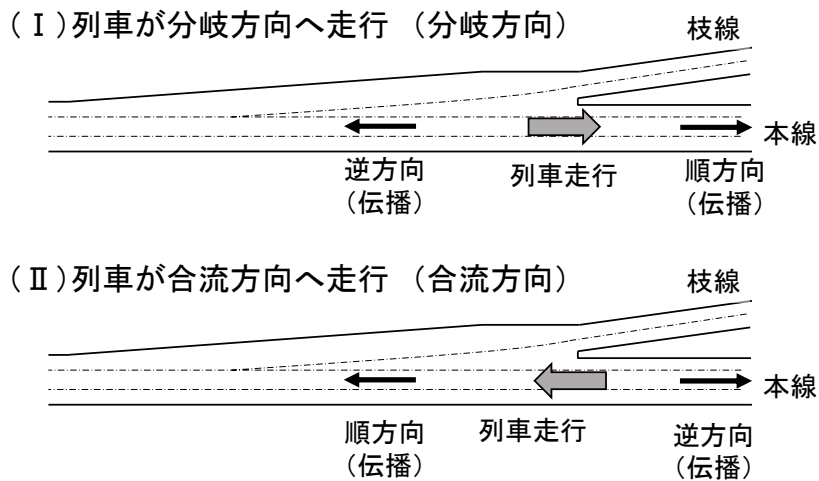 (Ⅰ)列車が分岐方向へ走行 (分岐方向)
枝線
本線
逆方向
(伝播)
列車走行
順方向
(伝播)
(Ⅱ)列車が合流方向へ走行 (合流方向)
枝線
本線
順方向
(伝播)
列車走行
逆方向
(伝播)